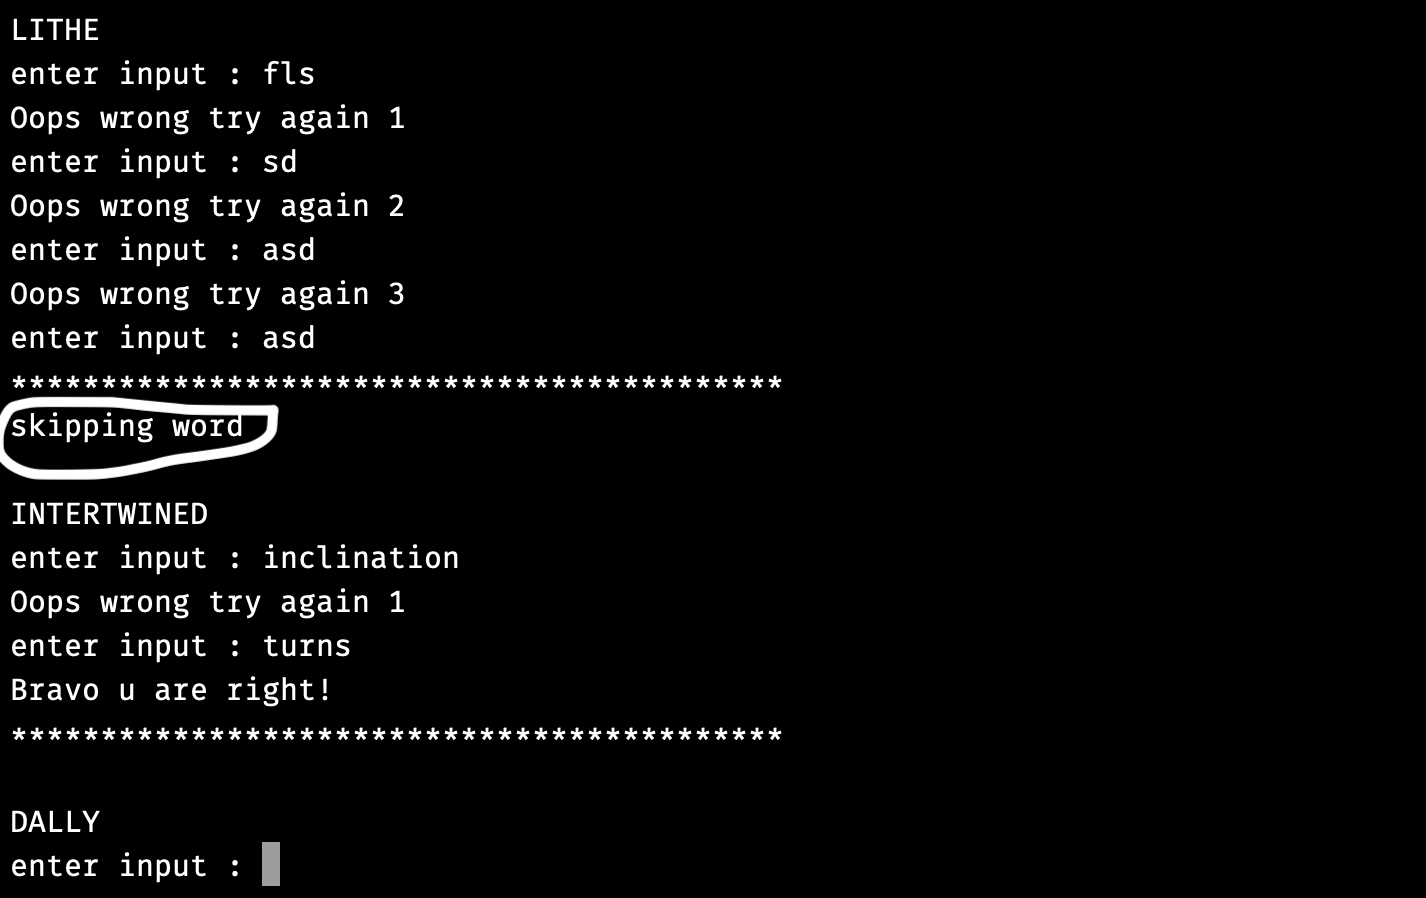 LITHE
enter input : fls
Oops wrong try again 1
enter input : sd
Oops wrong try again 2
enter input : asd
Oops wrong try again 3
enter input : asd
*******************************************
skipping word
INTERTWINED
enter input : inclination
Oops wrong try again 1
enter input : turns
Bravo u are right!
*******************************************
DALLY
enter input :